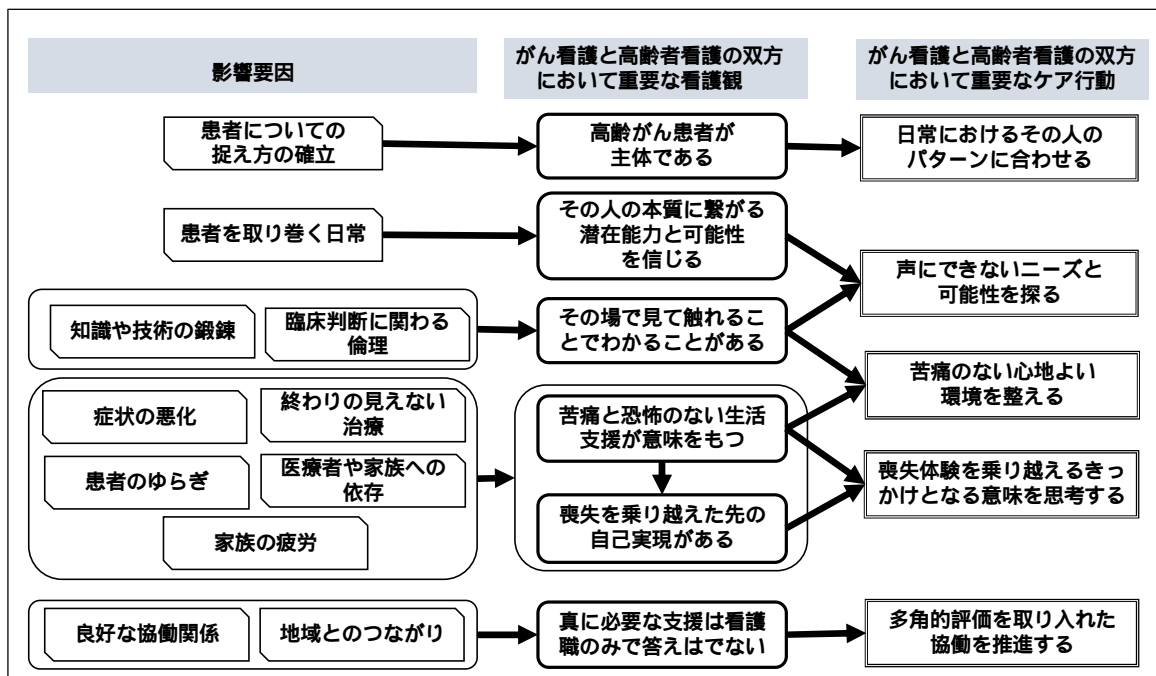 影響要因
がん看護と高齢者看護の双方
において重要な看護観
がん看護と高齢者看護の双方
において重要なケア行動
患者についての
捉え方の確立
高齢がん患者が
主体である
日常におけるその人の
パターンに合わせる
患者を取り巻く日常
その人の本質に繋がる
潜在能力と可能性
を信じる
声にできないニーズと
可能性を探る
知識や技術の鍛錬
臨床判断に関わる
倫理
その場で見て触れるこ
とでわかることがある
苦痛のない心地よい
環境を整える
症状の悪化
終わりの見えない
治療
患者のゆらぎ
医療者や家族への
依存
家族の疲労
苦痛と恐怖のない生活
支援が意味をもつ
喪失を乗り越えた先の
自己実現がある
喪失体験を乗り越えるきっ
かけとなる意味を思考する
良好な協働関係
地域とのつながり
真に必要な支援は看護
職のみで答えはでない
多角的評価を取り入れた
協働を推進する